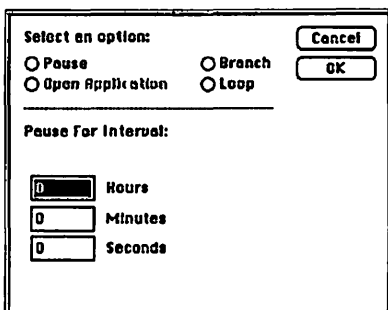 Select an option:
Cancel
Pause
Branch
OK
Open Application
Loop
Pause For Interval:
0 Hours
0 Minutes
0 Seconds